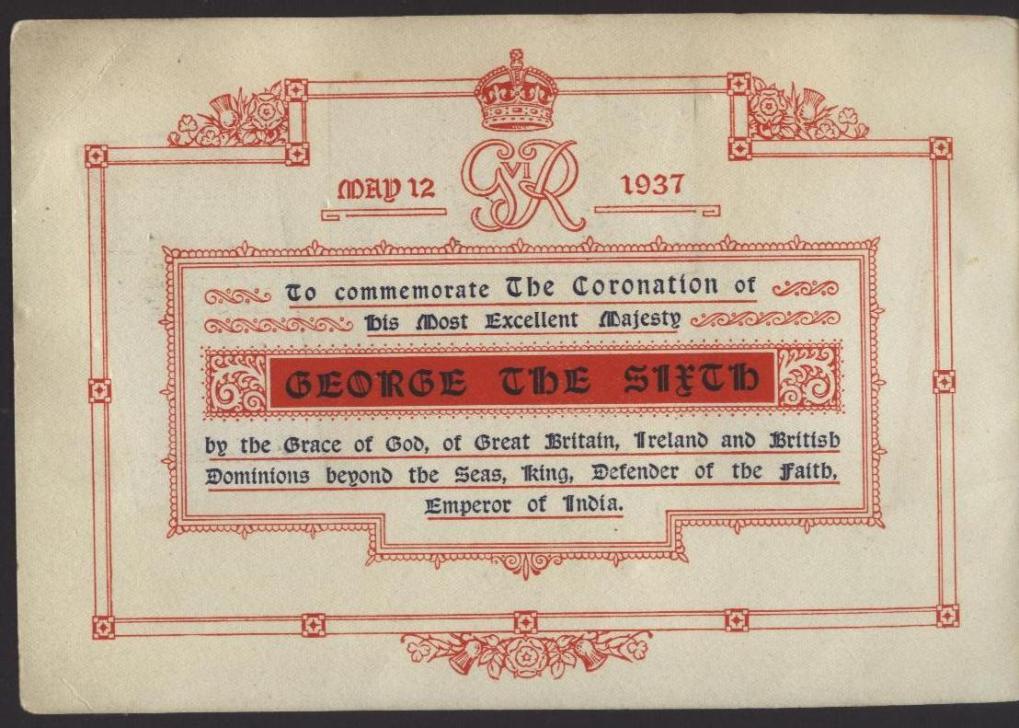 MAY 12 GVIR 1937
To commemorate The Coronation of
His Most Excellent Majesty
GEORGE THE SIXTH
by the Grace of God, of Great Britain, Ireland and British
Dominions beyond the Seas, King, Defender of the Faith,
Emperor of India.